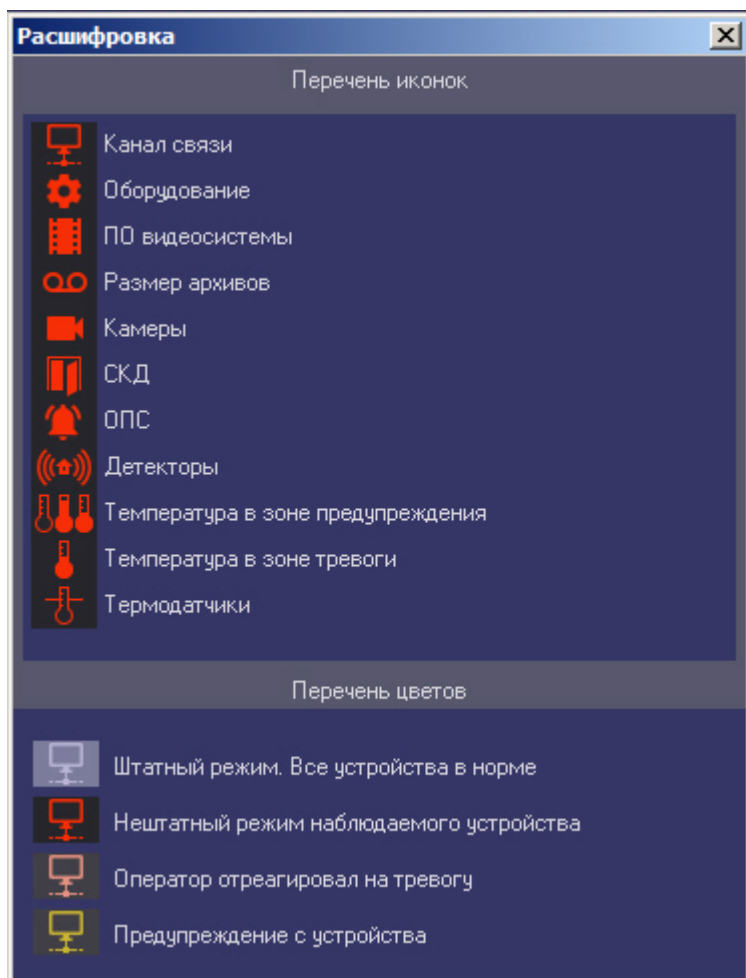 Расшифровка
Перечень иконок
Канал связи
Оборудование
ПО видеосистемы
Размер архивов
Камеры
СКД
ОПС
Детекторы
Температура в зоне предупреждения
Температура в зоне тревоги
Термодатчики
Перечень цветов
Штатный режим. Все устройства в норме
Нештатный режим наблюдаемого устройства
Оператор отреагировал на тревогу
Предупреждение с устройства